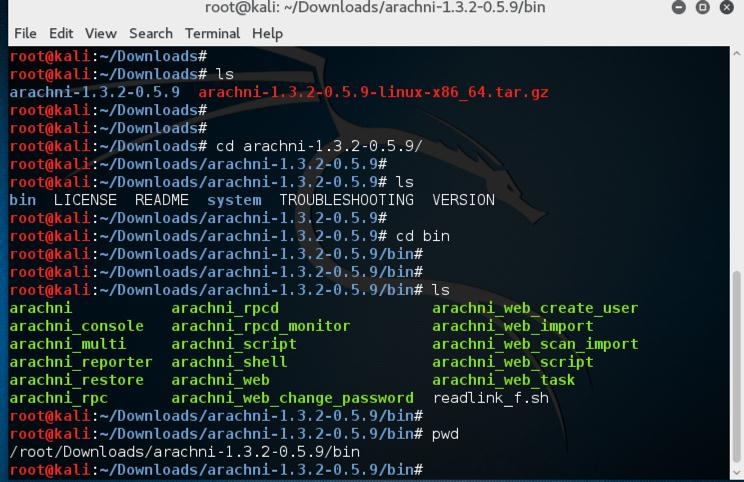 root@kali: ~/Downloads/arachni-1.3.2-0.5.9/bin
File Edit View Search Terminal Help
root@kali:~/Downloads#
root@kali:~/Downloads# ls
arachni-1.3.2-0.5.9 arachni-1.3.2-0.5.9-linux-x86_64.tar.gz
root@kali:~/Downloads#
root@kali:~/Downloads#
root@kali:~/Downloads# cd arachni-1.3.2-0.5.9/
root@kali:~/Downloads/arachni-1.3.2-0.5.9#
root@kali:~/Downloads/arachni-1.3.2-0.5.9# ls
bin LICENSE README system TROUBLESHOOTING VERSION
root@kali:~/Downloads/arachni-1.3.2-0.5.9#
root@kali:~/Downloads/arachni-1.3.2-0.5.9# cd bin
root@kali:~/Downloads/arachni-1.3.2-0.5.9/bin#
root@kali:~/Downloads/arachni-1.3.2-0.5.9/bin#
root@kali:~/Downloads/arachni-1.3.2-0.5.9/bin# ls
arachni arachni_rpcd arachni_web_create_user
arachni_console arachni_rpcd_monitor arachni_web_import
arachni_multi arachni_script arachni_web_scan_import
arachni_reporter arachni_shell arachni_web_script
arachni_restore arachni_web arachni_web_task
arachni_rpc arachni_web_change_password readlink_f.sh
root@kali:~/Downloads/arachni-1.3.2-0.5.9/bin#
root@kali:~/Downloads/arachni-1.3.2-0.5.9/bin# pwd
/root/Downloads/arachni-1.3.2-0.5.9/bin
root@kali:~/Downloads/arachni-1.3.2-0.5.9/bin#